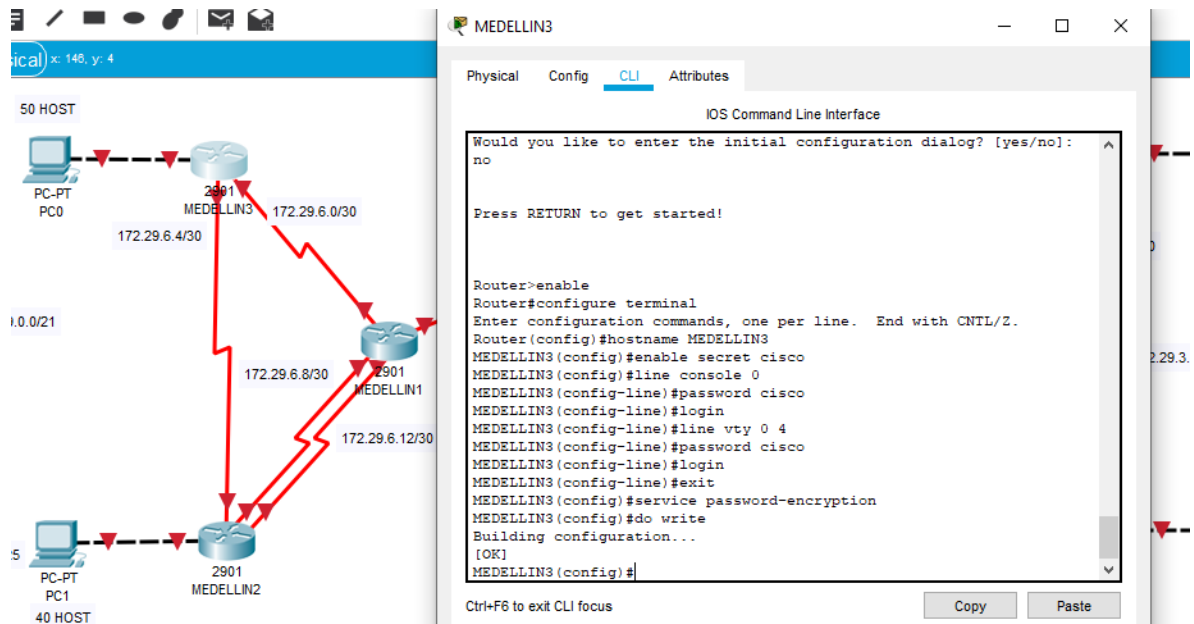 ical x: 146, y: 4
50 HOST
PC-PT
PC0
2901
MEDELLIN3
172.29.6.0/30
172.29.6.4/30
.0.0/21
172.29.6.8/30
2901
MEDELLIN1
172.29.6.12/30
PC-PT
PC1
40 HOST
2901
MEDELLIN2
MEDELLIN3
Physical Config CLI Attributes
IOS Command Line Interface
Would you like to enter the initial configuration dialog? [yes/no]:
no
Press RETURN to get started!
Router>enable
Router#configure terminal
Enter configuration commands, one per line. End with CNTL/Z.
Router(config)#hostname MEDELLIN3
MEDELLIN3(config)#enable secret cisco
MEDELLIN3(config)#line console 0
MEDELLIN3(config-line)#password cisco
MEDELLIN3(config-line)#login
MEDELLIN3(config-line)#line vty 0 4
MEDELLIN3(config-line)#password cisco
MEDELLIN3(config-line)#login
MEDELLIN3(config-line)#exit
MEDELLIN3(config)#service password-encryption
MEDELLIN3(config)#do write
Building configuration...
[OK]
MEDELLIN3(config)#
Ctrl+F6 to exit CLI focus
Copy
Paste
2.29.3.